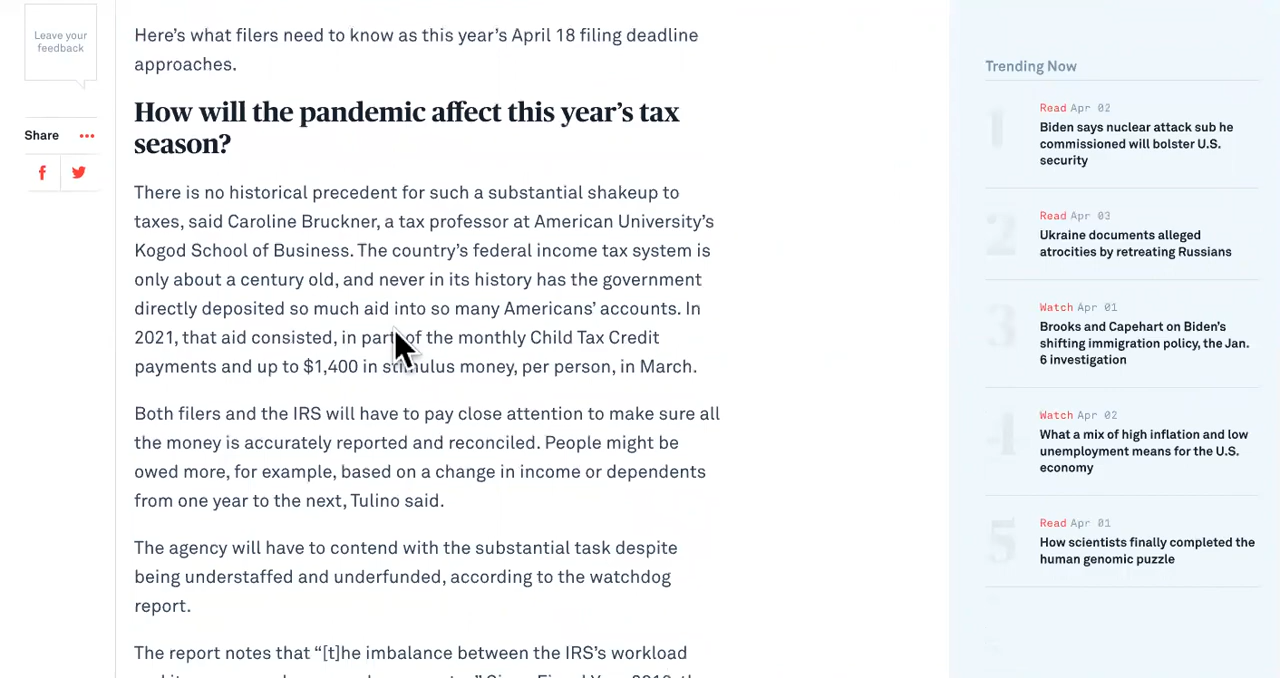 Leave your
feedback
Share
Here's what filers need to know as this year's April 18 filing deadline
approaches.
How will the pandemic affect this year's tax
season?
There is no historical precedent for such a substantial shakeup to
taxes, said Caroline Bruckner, a tax professor at American University's
Kogod School of Business. The country's federal income tax system is
only about a century old, and never in its history has the government
directly deposited so much aid into so many Americans' accounts. In
2021, that aid consisted, in part of the monthly Child Tax Credit
payments and up to $1,400 in stimulus money, per person, in March.
Both filers and the IRS will have to pay close attention to make sure all
the money is accurately reported and reconciled. People might be
owed more, for example, based on a change in income or dependents
from one year to the next, Tulino said.
The agency will have to contend with the substantial task despite
being understaffed and underfunded, according to the watchdog
report.
The report notes that “[t]he imbalance between the IRS's workload
Trending Now
1
Read Apr 02
Biden says nuclear attack sub he
commissioned will bolster U.S.
security
2
Read Apr 03
Ukraine documents alleged
atrocities by retreating Russians
3
Watch Apr 01
Brooks and Capehart on Biden's
shifting immigration policy, the Jan.
6 investigation
4
Watch Apr 02
What a mix of high inflation and low
unemployment means for the U.S.
economy
5
Read Apr 01
How scientists finally completed the
human genomic puzzle